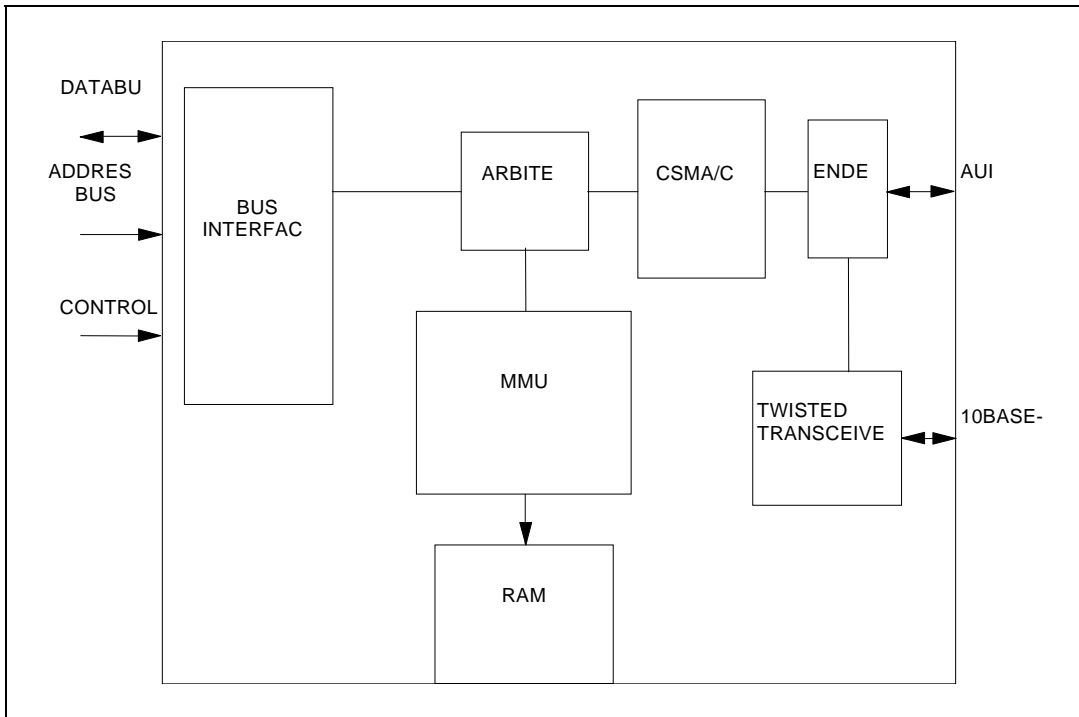 DATABU
ADDRES
BUS
CONTROL
BUS
INTERFAC
ARBITE
CSMA/C
ENDE
AUI
MMU
TWISTED
TRANSCEIVE
10BASE-
RAM